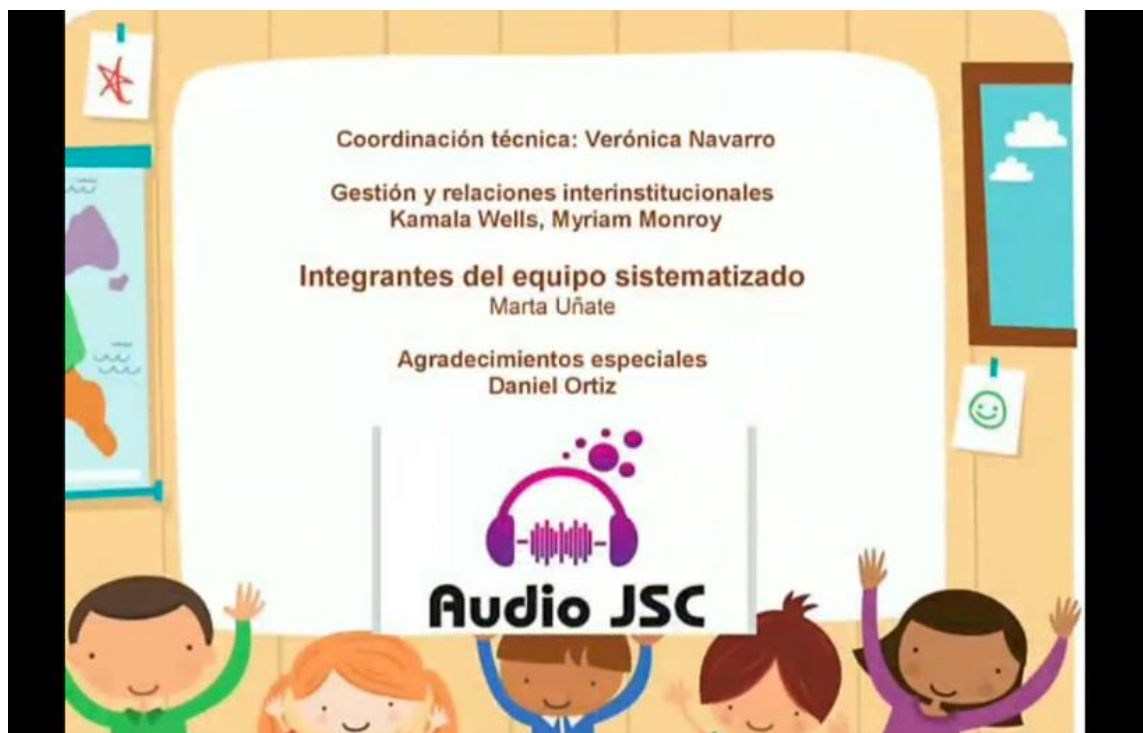 Coordinación técnica: Verónica Navarro
Gestión y relaciones interinstitucionales
Kamala Wells, Myriam Monroy
Integrantes del equipo sistematizado
Marta Uñate
Agradecimientos especiales
Daniel Ortiz
Audio JSC